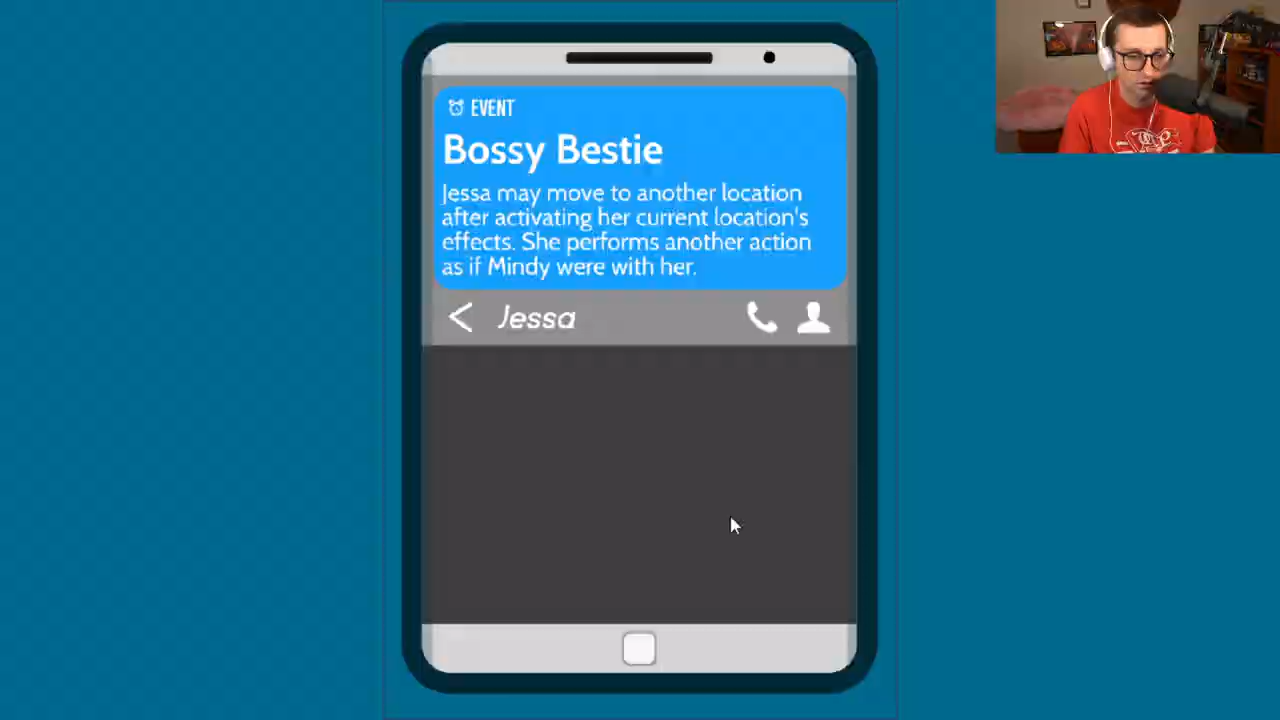 EVENT
Bossy Bestie
Jessa may move to another location
after activating her current location's
effects. She performs another action
as if Mindy were with her.
Jessa